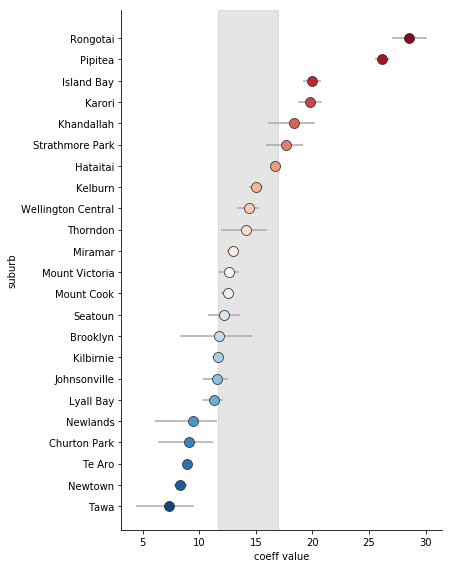 Rongotai
Pipitea
Island Bay
Karori
Khandallah
Strathmore Park
Hataitai
Kelburn
Wellington Central
Thorndon
Miramar
Mount Victoria
Mount Cook
Seatoun
Brooklyn
Kilbirnie
Johnsonville
Lyall Bay
Newlands
Churton Park
Te Aro
Newtown
Tawa
suburb
5 10 15 20 25 30
coeff value